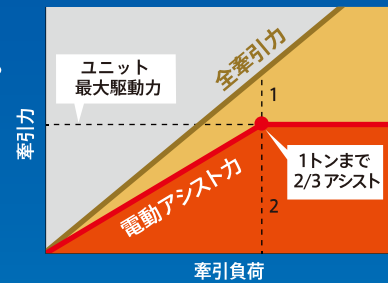 ユニット
最大駆動力
全牽引力
1
牽引力
電動アシスト力
1トンまで
2/3 アシスト
2
牽引負荷